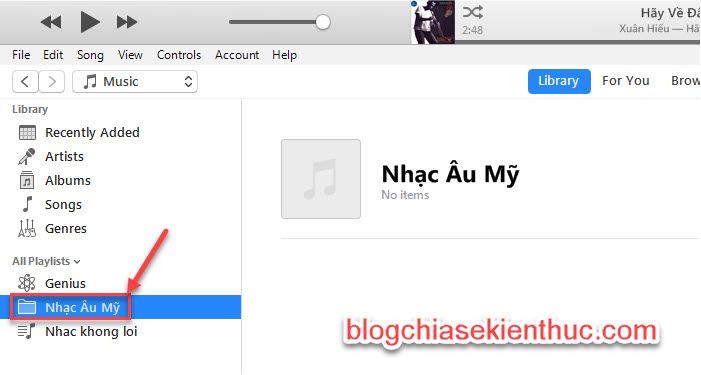 Hãy Về Đâ
2:48
Xuân Hiếu — Hã
File Edit Song View Controls Account Help
Music
Library For You Brow
Library
Recently Added
Artists
Albums
Songs
Genres
Nhạc Âu Mỹ
No items
All Playlists
Genius
Nhạc Âu Mỹ
Nhac khong loi
blogchiasekienthuc.com